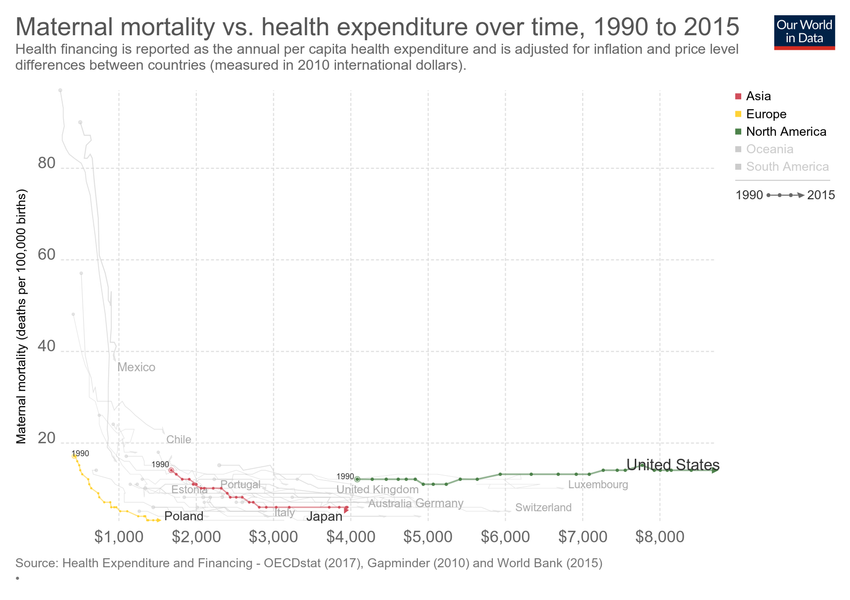 Maternal mortality vs. health expenditure over time, 1990 to 2015
Health financing is reported as the annual per capita health expenditure and is adjusted for inflation and price level
differences between countries (measured in 2010 international dollars).
Our World
in Data
Asia
Europe
North America
Oceania
South America
1990 2015
Maternal mortality (deaths per 100,000 births)
80
60
40
20
Mexico
Chile
1990
1990
1990
United States
Estonia
Portugal
United Kingdom
Luxembourg
Australia Germany
Switzerland
Poland
Italy
Japan
$1,000 $2,000 $3,000 $4,000 $5,000 $6,000 $7,000 $8,000
Source: Health Expenditure and Financing - OECDstat (2017), Gapminder (2010) and World Bank (2015)
•